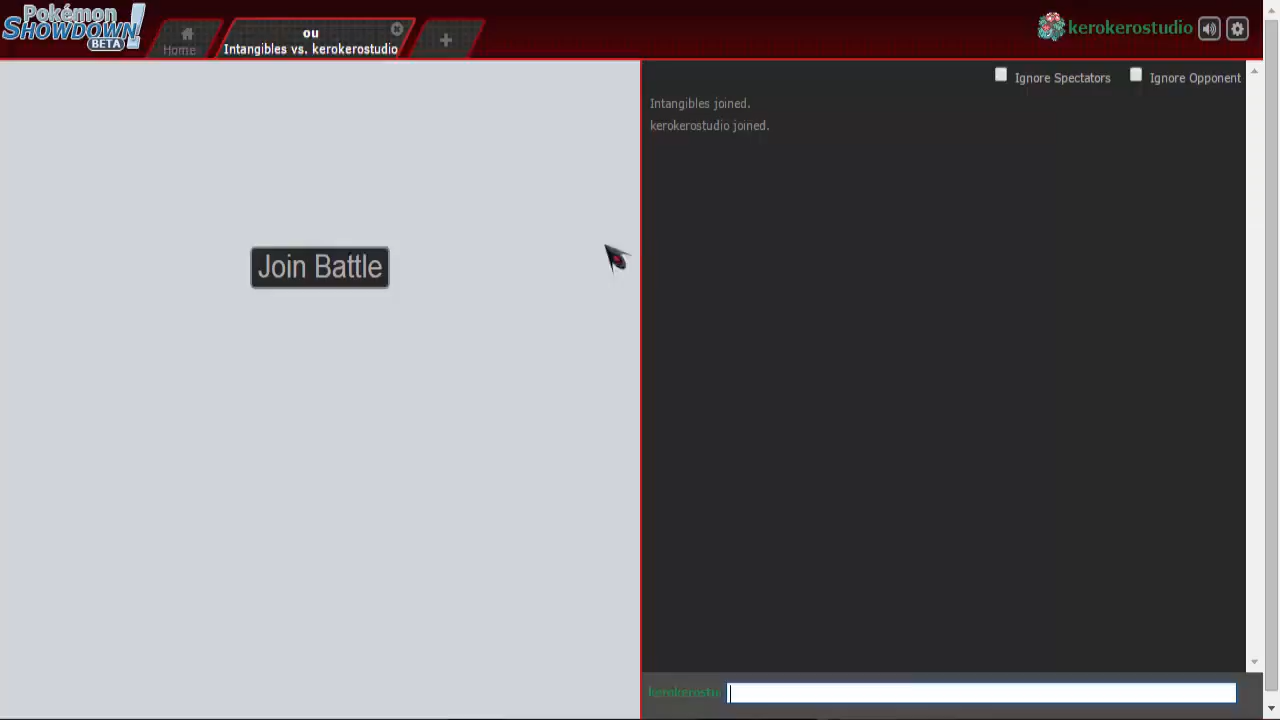 Pokémon
SHOWDOWN!
BETA
Home
ou
Intangibles vs. kerokerostudio
kerokerostudio
Ignore Spectators
Ignore Opponent
Intangibles joined.
kerokerostudio joined.
Join Battle
kerokerostu